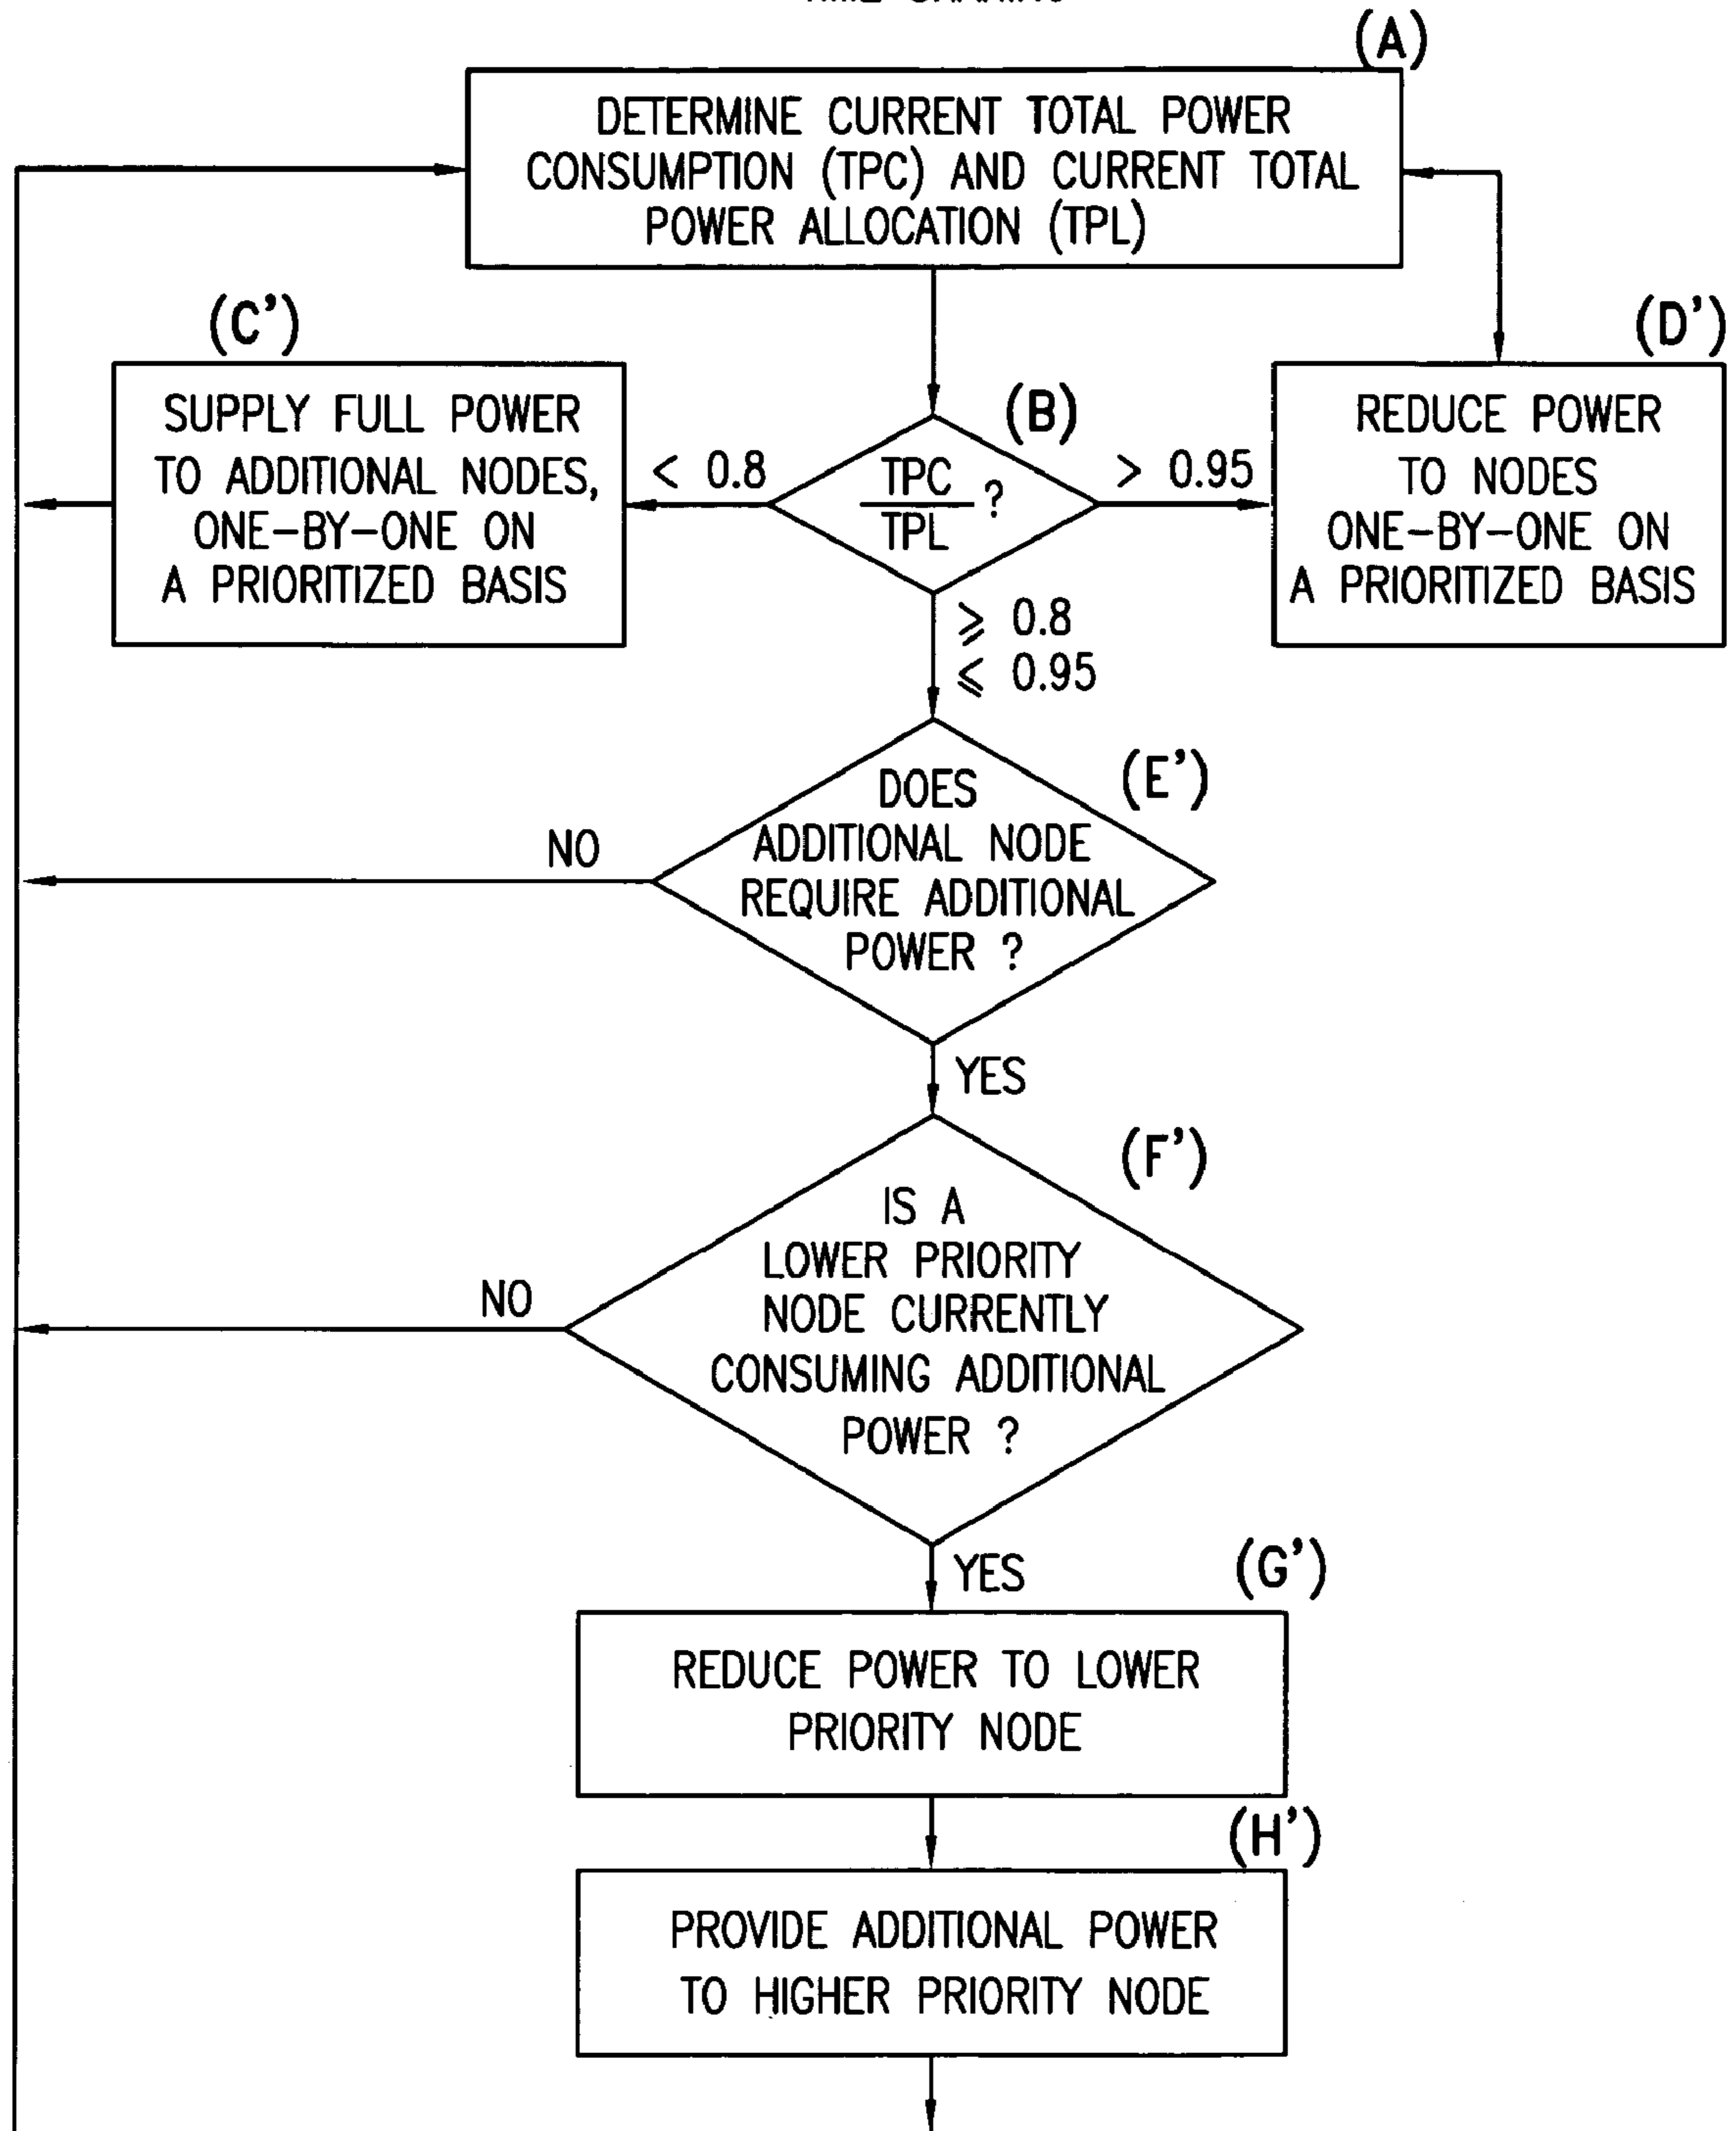 (A)
DETERMINE CURRENT TOTAL POWER
CONSUMPTION (TPC) AND CURRENT TOTAL
POWER ALLOCATION (TPL)
(C')
SUPPLY FULL POWER
TO ADDITIONAL NODES,
ONE-BY-ONE ON
A PRIORITIZED BASIS
< 0.8
(B)
TPC
TPL
?
> 0.95
(D')
REDUCE POWER
TO NODES
ONE-BY-ONE ON
A PRIORITIZED BASIS
⩾ 0.8
⩽ 0.95
(E')
DOES
ADDITIONAL NODE
REQUIRE ADDITIONAL
POWER ?
NO
YES
(F')
IS A
LOWER PRIORITY
NODE CURRENTLY
CONSUMING ADDITIONAL
POWER ?
NO
YES
(G')
REDUCE POWER TO LOWER
PRIORITY NODE
(H')
PROVIDE ADDITIONAL POWER
TO HIGHER PRIORITY NODE